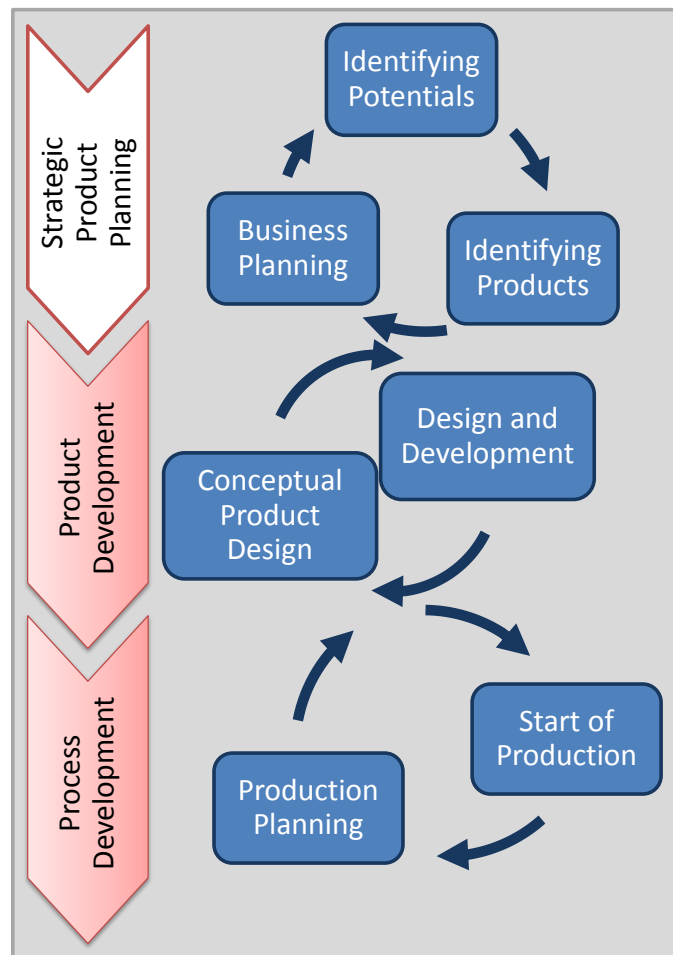 Strategic
Product
Planning
Identifying
Potentials
Business
Planning
Identifying
Products
Product
Development
Design and
Development
Conceptual
Product
Design
Process
Development
Start of
Production
Production
Planning